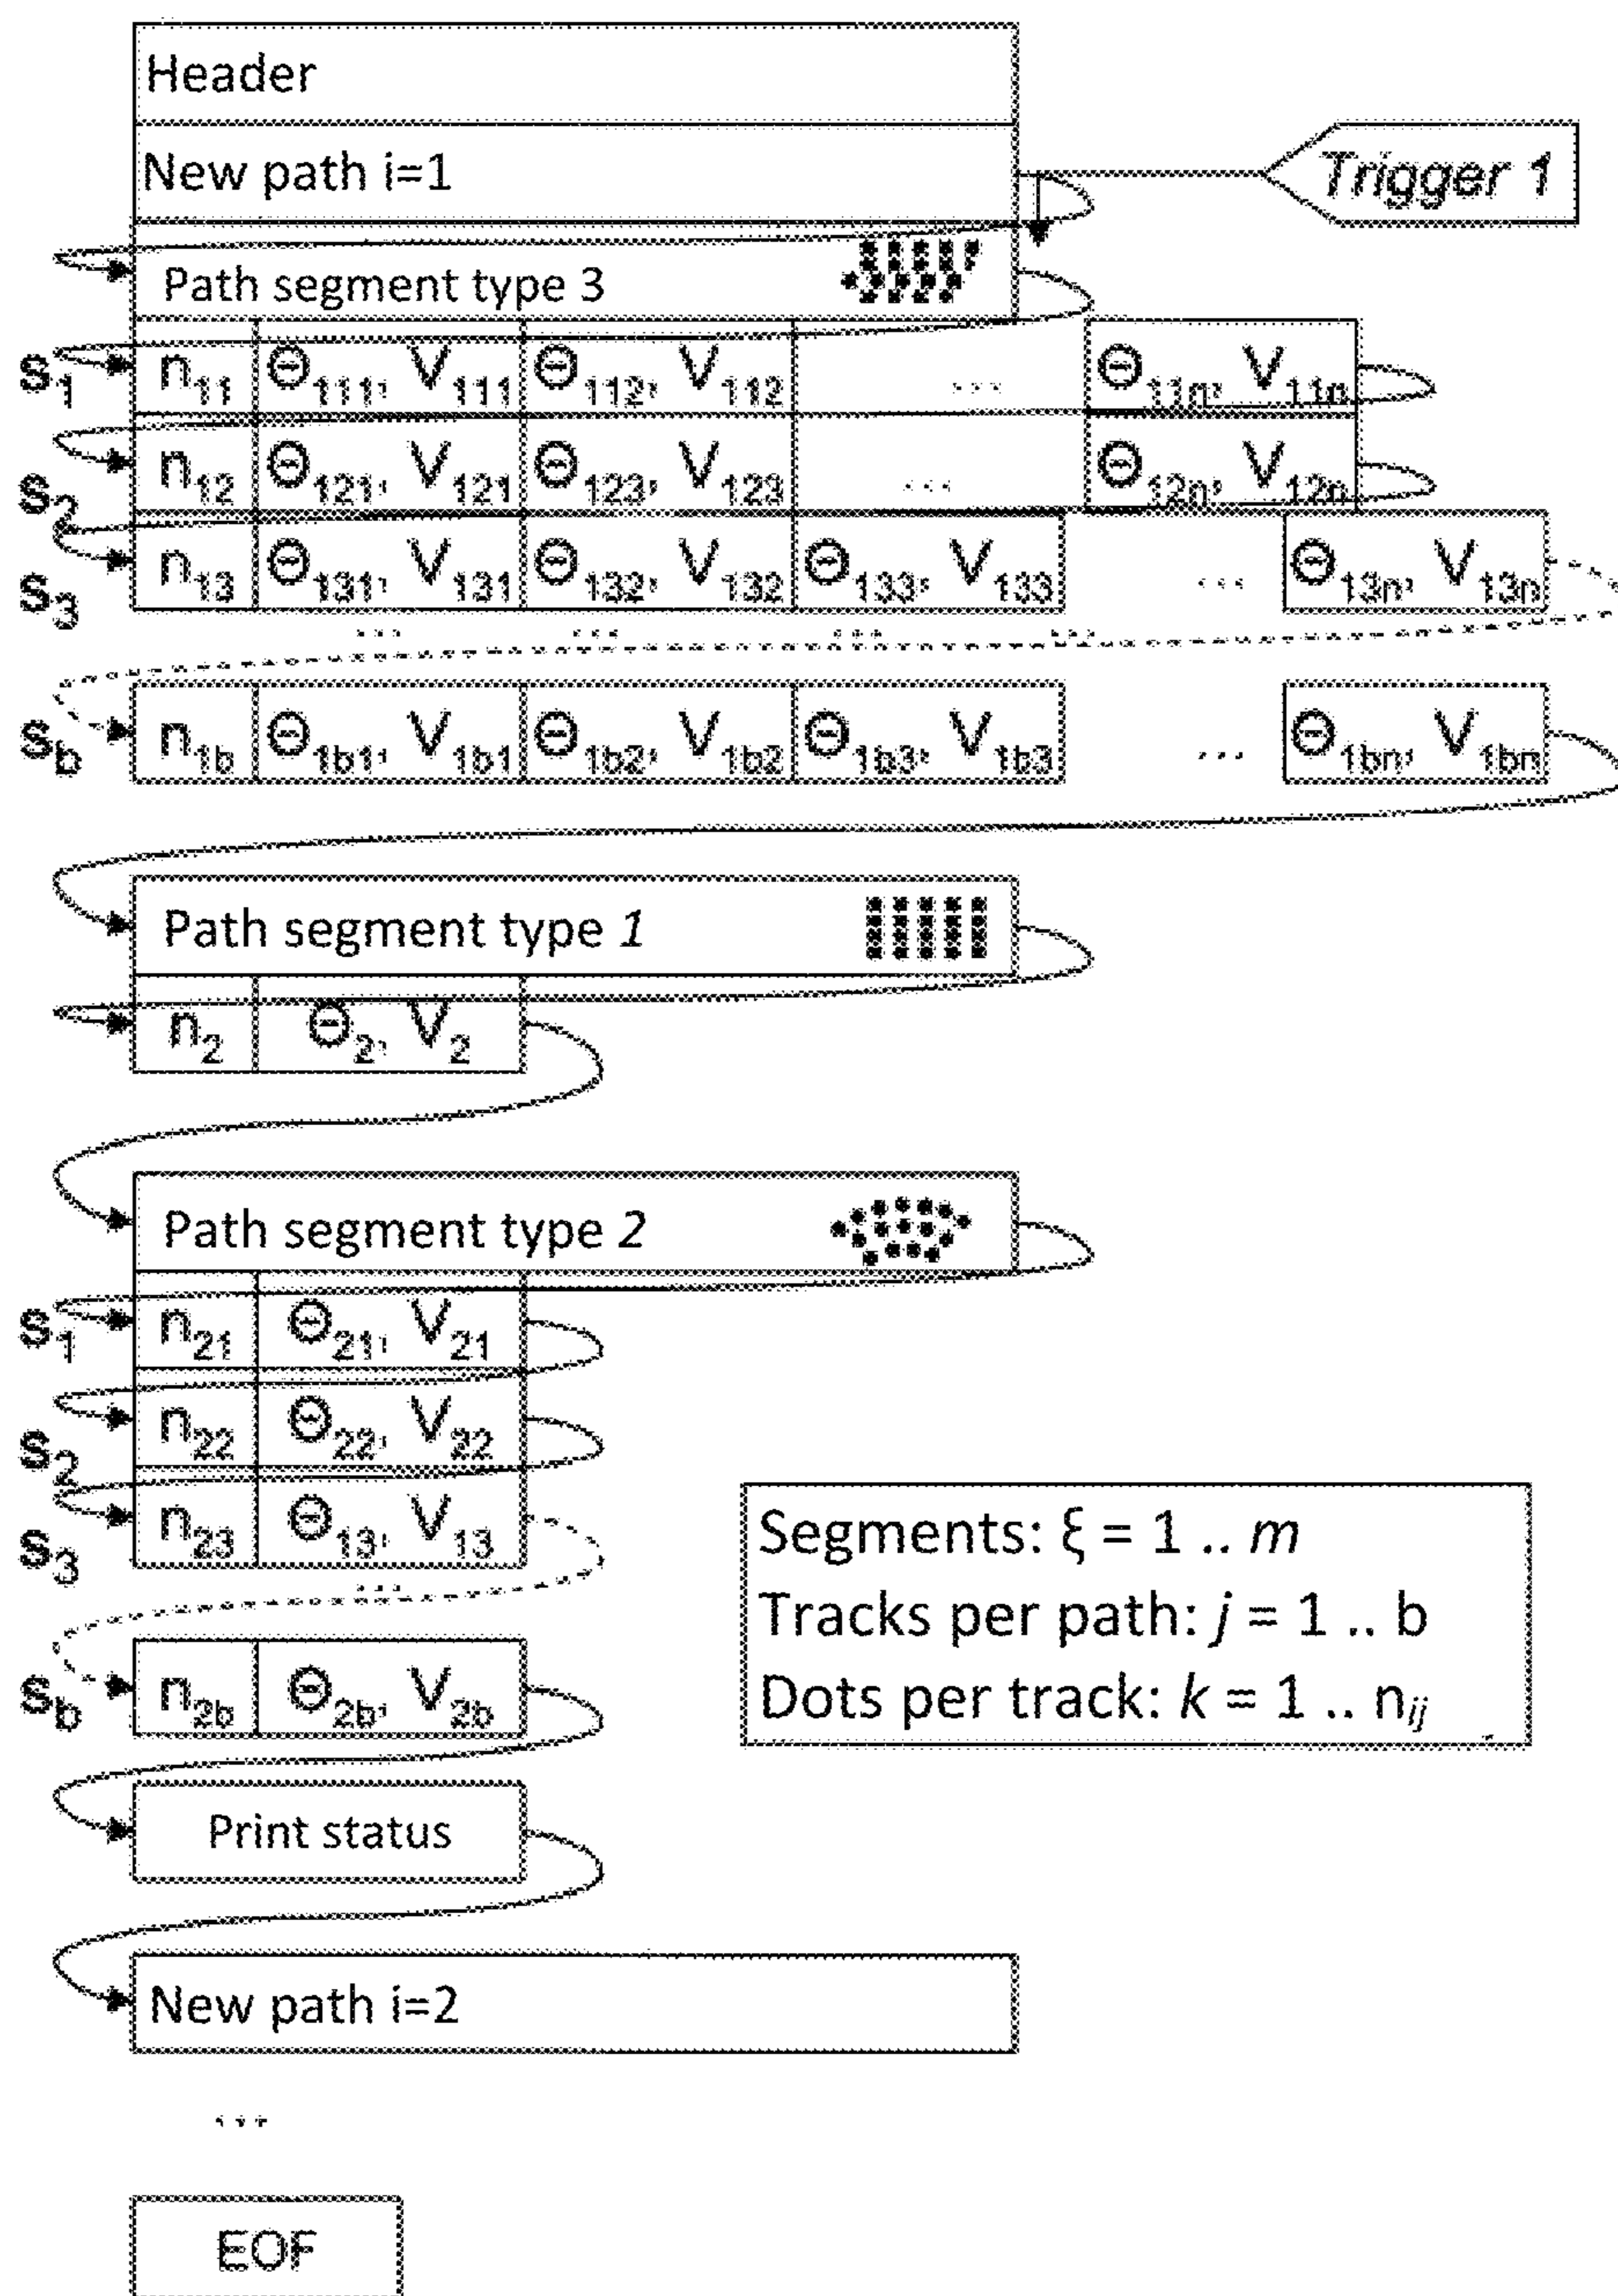 Header
New path i=1
Trigger 1
Path segment type 3
S1 n11 Θ111, V111 Θ112, V112 ... Θ11n, V11n
S2 n12 Θ121, V121 Θ123, V123 ... Θ12n, V12n
S3 n13 Θ131, V131 Θ132, V132 Θ133, V133 ... Θ13n, V13n
... ... ... ...
Sb n1b Θ1b1, V1b1 Θ1b2, V1b2 Θ1b3, V1b3 ... Θ1bn, V1bn
Path segment type 1
n2 Θ2, V2
Path segment type 2
S1 n21 Θ21, V21
S2 n22 Θ22, V22
S3 n23 Θ13, V13
...
Sb n2b Θ2b, V2b
Segments: ξ = 1 .. m
Tracks per path: j = 1 .. b
Dots per track: k = 1 .. nij
Print status
New path i=2
...
EOF